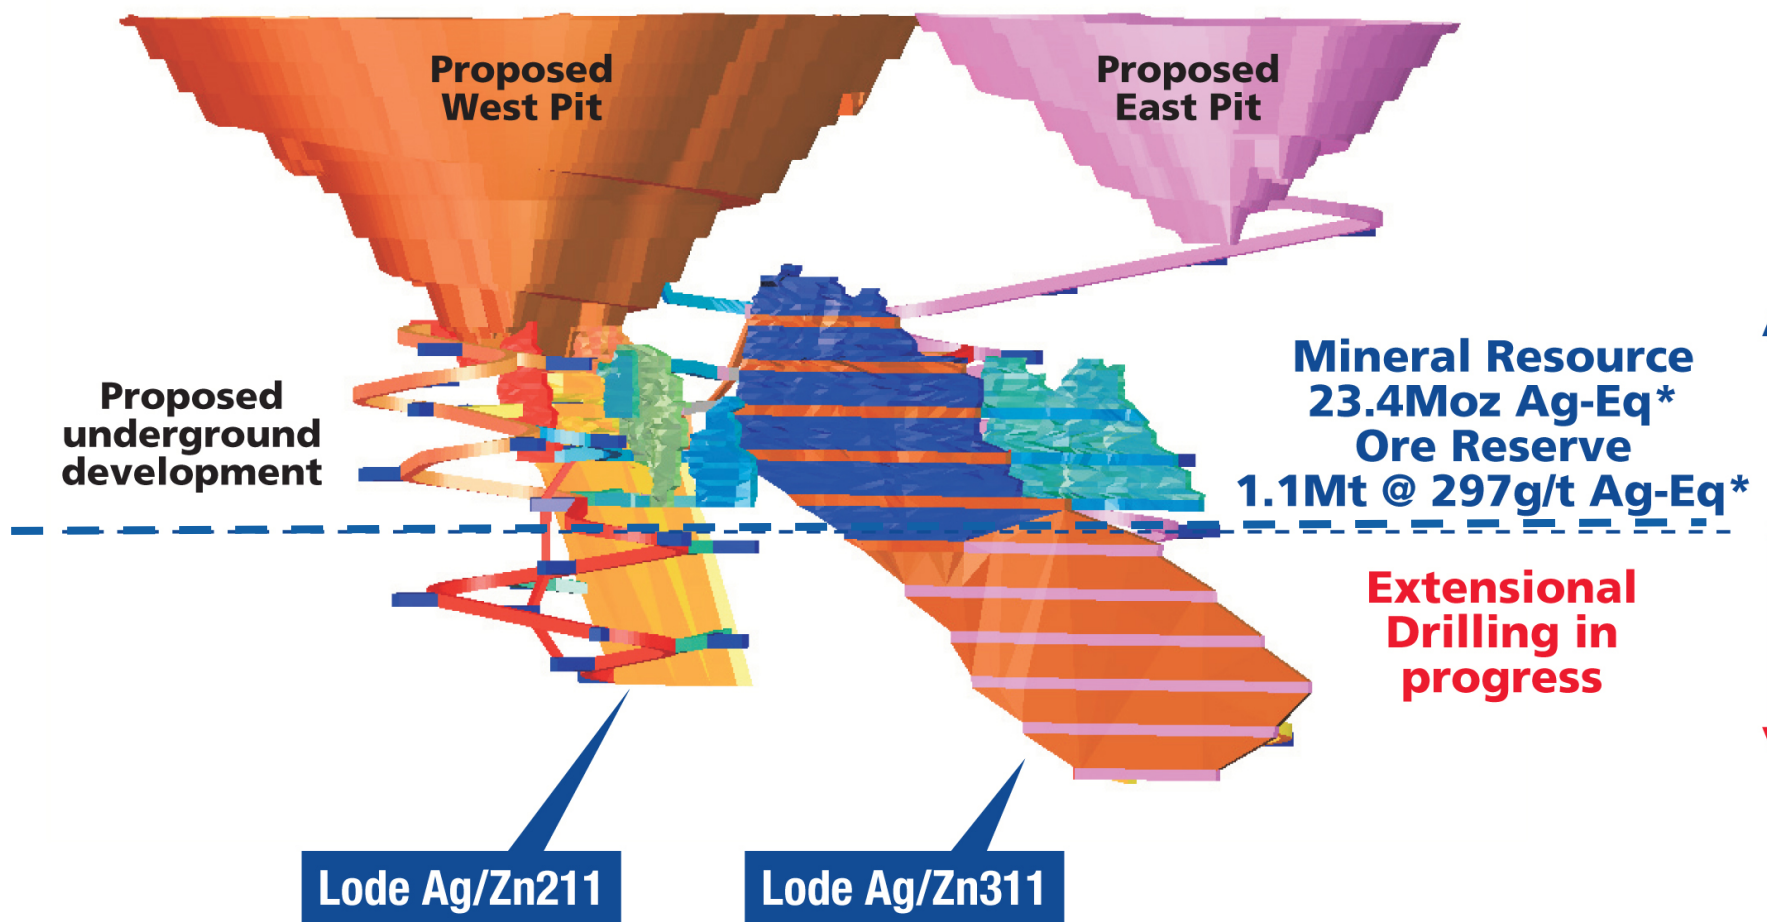 Proposed
West Pit
Proposed
East Pit
Proposed
underground
development
Mineral Resource
23.4Moz Ag-Eq*
Ore Reserve
1.1Mt @ 297g/t Ag-Eq*
Extensional
Drilling in
progress
Lode Ag/Zn211
Lode Ag/Zn311